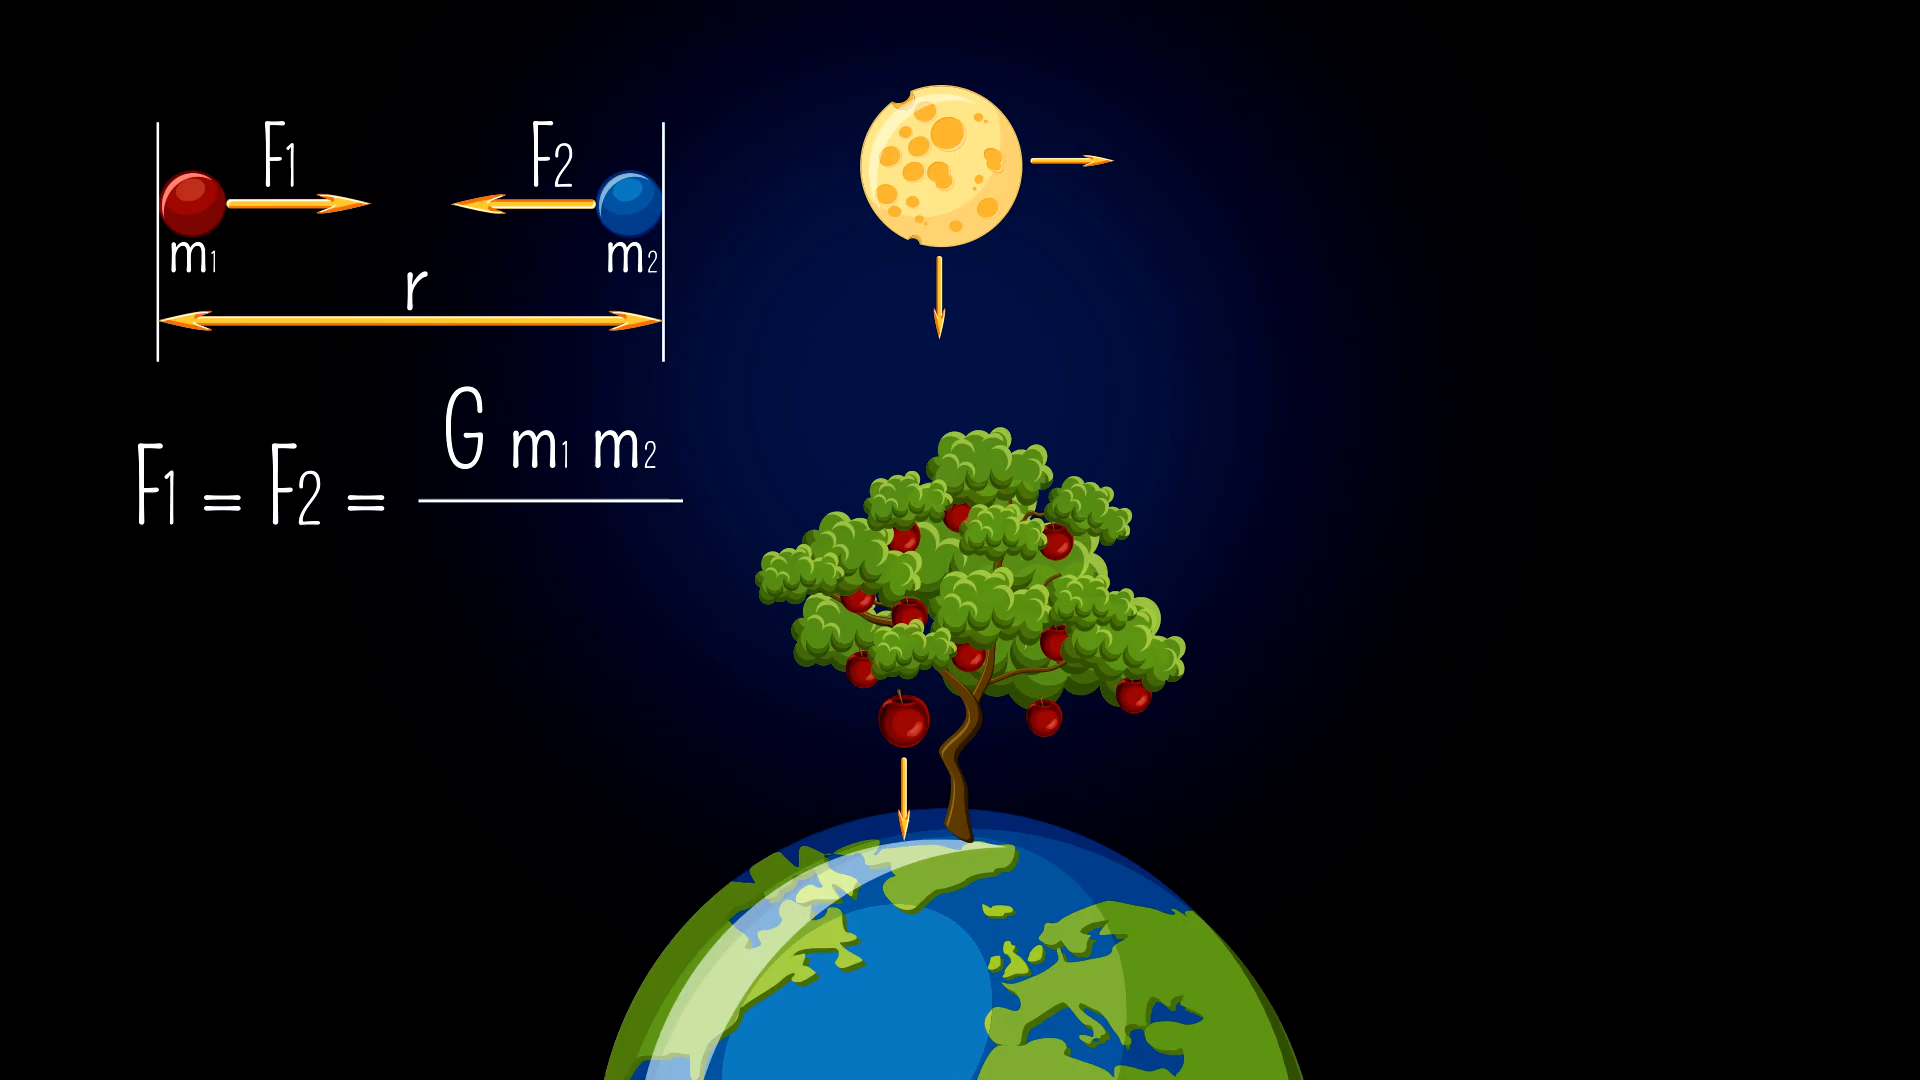 F1 F2
m1 m2
r
G m1 m2
F1 = F2 =